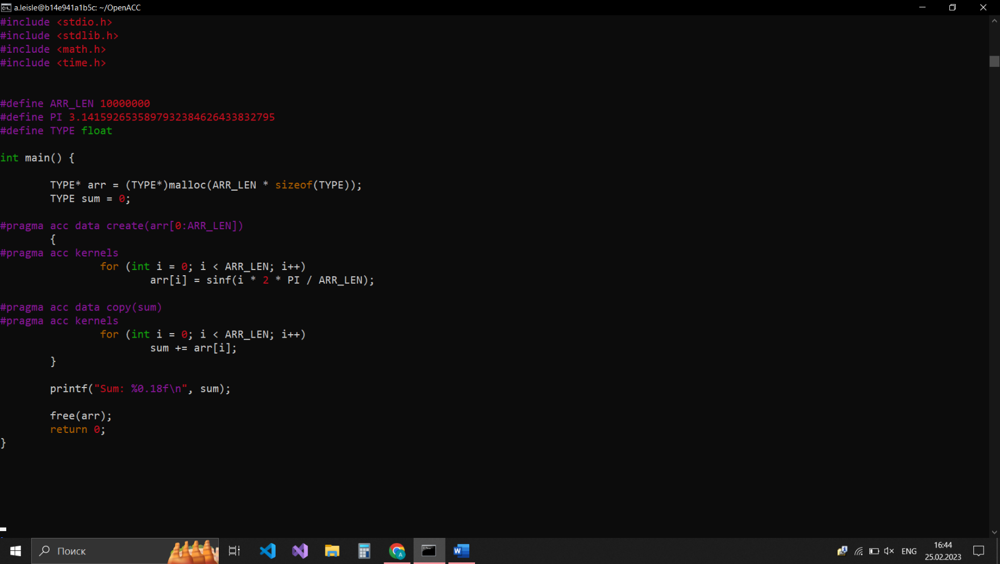 a.leisle@b14e941a1b5c: ~/OpenACC
#include <stdio.h>
#include <stdlib.h>
#include <math.h>
#include <time.h>
#define ARR_LEN 10000000
#define PI 3.14159265358979323846264338332795
#define TYPE float
int main() {
TYPE* arr = (TYPE*)malloc(ARR_LEN * sizeof(TYPE));
TYPE sum = 0;
#pragma acc data create(arr[0:ARR_LEN])
{
#pragma acc kernels
for (int i = 0; i < ARR_LEN; i++)
arr[i] = sinf(i * 2 * PI / ARR_LEN);
#pragma acc data copy(sum)
#pragma acc kernels
for (int i = 0; i < ARR_LEN; i++)
sum += arr[i];
}
printf("Sum: %0.18f\n", sum);
free(arr);
return 0;
}
Поиск
ENG
16:44
25.02.2023